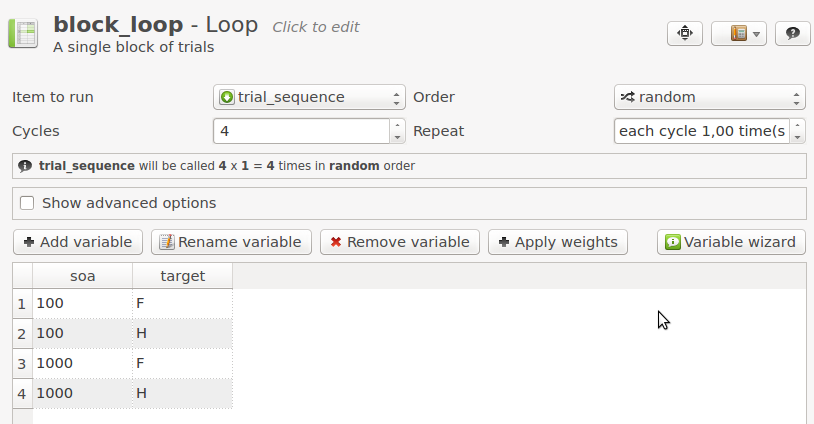 block_loop - Loop Click to edit
A single block of trials
Item to run trial_sequence Order random
Cycles 4 Repeat each cycle 1,00 time(s
trial_sequence will be called 4 x 1 = 4 times in random order
Show advanced options
Add variable Rename variable Remove variable Apply weights Variable wizard
soa target
1 100 F
2 100 H
3 1000 F
4 1000 H